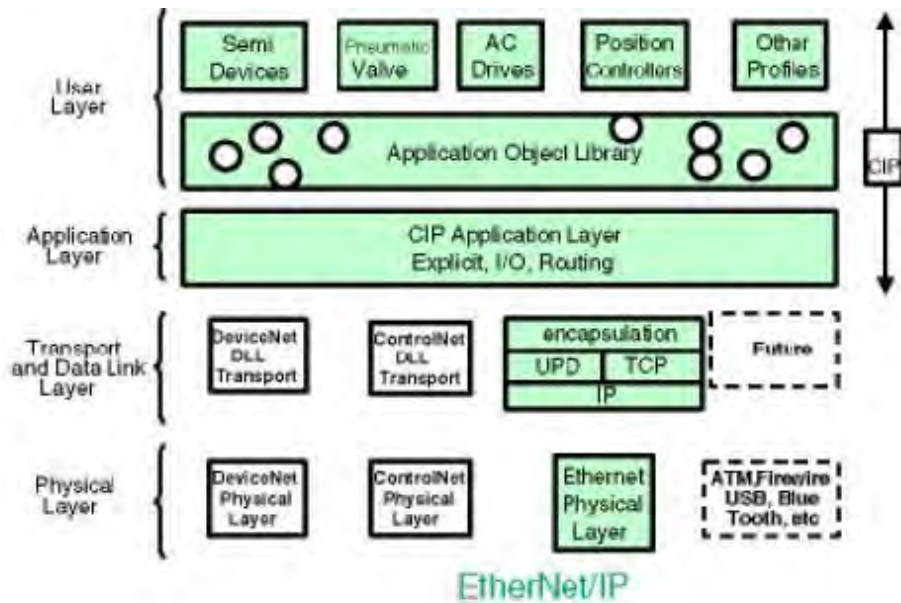 Semi
Devices
Pneumatic
Valve
AC
Drives
Position
Controllers
Other
Profiles
User
Layer
Application Object Library
CIP
Application
Layer
CIP Application Layer
Explicit, I/O, Routing
Transport
and Data Link
Layer
DeviceNet
DLL
Transport
ControlNet
DLL
Transport
encapsulation
UPD
TCP
IP
Future
Physical
Layer
DeviceNet
Physical
Layer
ControlNet
Physical
Layer
Ethernet
Physical
Layer
ATM,Firewire
USB, Blue
Tooth, etc
EtherNet/IP